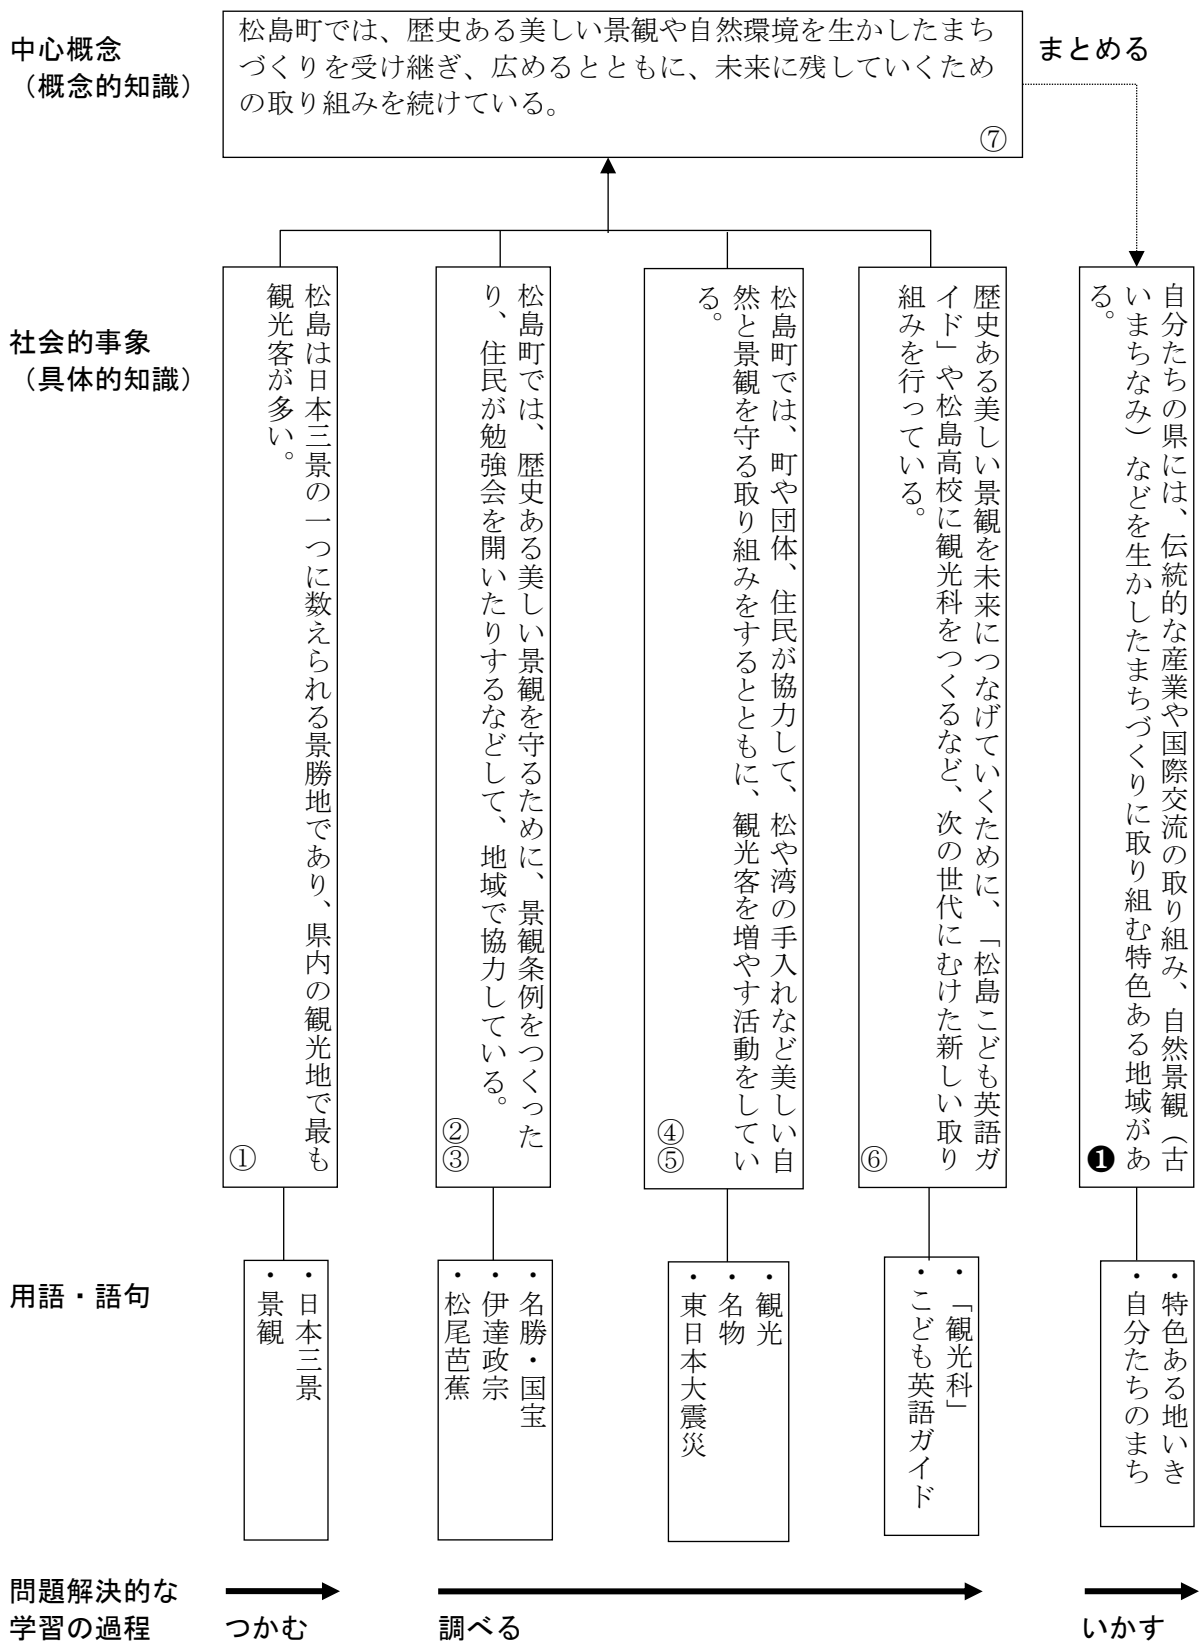 中心概念
（概念的知識）
松島町では、歴史ある美しい景観や自然環境を生かしたまち
づくりを受け継ぎ、広めるとともに、未来に残していくため
の取り組みを続けている。
⑦
まとめる
社会的事象
（具体的知識）
松島は日本三景の一つに数えられる景勝地であり、県内の観光地で最も
観光客が多い。
①
松島町では、歴史ある美しい景観を守るために、景観条例をつくった
り、住民が勉強会を開いたりするなどして、地域で協力している。
②
③
松島町では、町や団体、住民が協力して、松や湾の手入れなど美しい自
然と景観を守る取り組みをするとともに、観光客を増やす活動をしてい
る。
④
⑤
歴史ある美しい景観を未来につなげていくために、「松島こども英語ガ
イド」や松島高校に観光科をつくるなど、次の世代にむけた新しい取り
組みを行っている。
⑥
自分たちの県には、伝統的な産業や国際交流の取り組み、自然景観（古
いまちなみ）などを生かしたまちづくりに取り組む特色ある地域があ
る。
❶
用語・語句
・日本三景
・景観
・名勝・国宝
・伊達政宗
・松尾芭蕉
・観光
・名物
・東日本大震災
・「観光科」
・こども英語ガイド
・特色ある地いき
・自分たちのまち
問題解決的な
学習の過程
つかむ
調べる
いかす